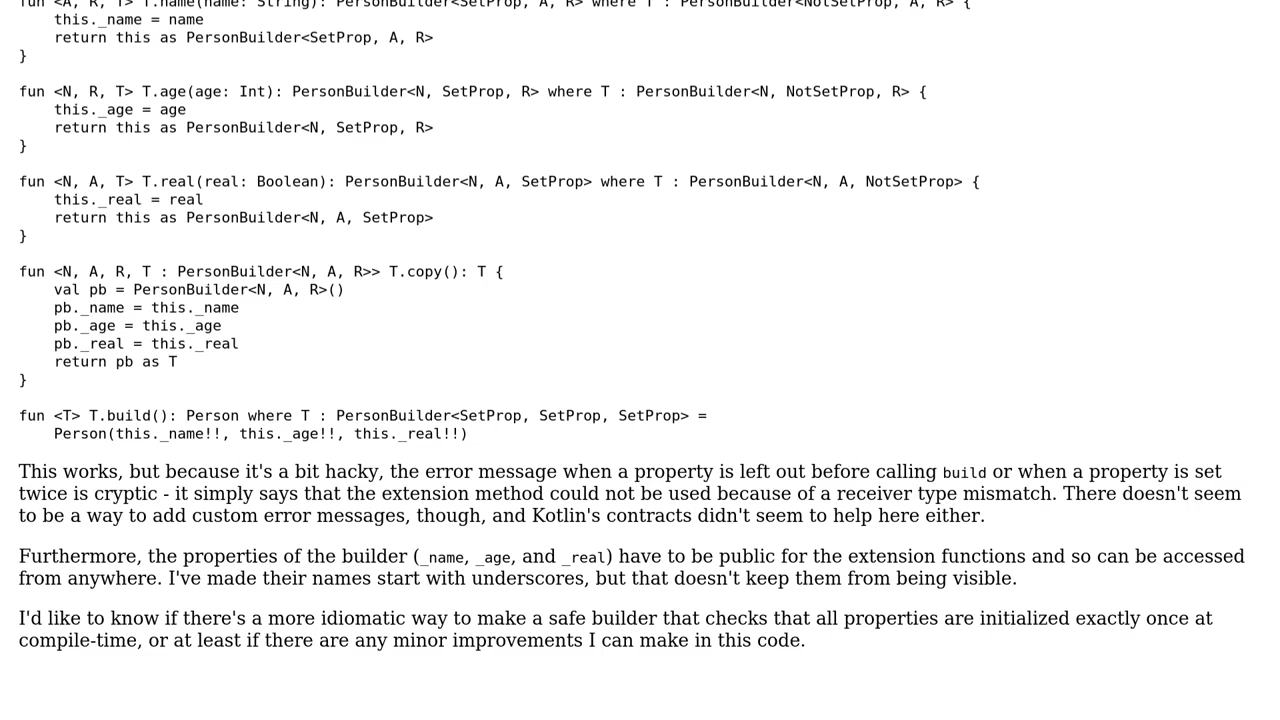 fun <A, R, T> T.name(name: String): PersonBuilder<SetProp, A, R> where T : PersonBuilder<NotSetProp, A, R> {
    this._name = name
    return this as PersonBuilder<SetProp, A, R>
}
fun <N, R, T> T.age(age: Int): PersonBuilder<N, SetProp, R> where T : PersonBuilder<N, NotSetProp, R> {
    this._age = age
    return this as PersonBuilder<N, SetProp, R>
}
fun <N, A, T> T.real(real: Boolean): PersonBuilder<N, A, SetProp> where T : PersonBuilder<N, A, NotSetProp> {
    this._real = real
    return this as PersonBuilder<N, A, SetProp>
}
fun <N, A, R, T : PersonBuilder<N, A, R>> T.copy(): T {
    val pb = PersonBuilder<N, A, R>()
    pb._name = this._name
    pb._age = this._age
    pb._real = this._real
    return pb as T
}
fun <T> T.build(): Person where T : PersonBuilder<SetProp, SetProp, SetProp> =
    Person(this._name!!, this._age!!, this._real!!)
This works, but because it's a bit hacky, the error message when a property is left out before calling build or when a property is set
twice is cryptic - it simply says that the extension method could not be used because of a receiver type mismatch. There doesn't seem
to be a way to add custom error messages, though, and Kotlin's contracts didn't seem to help here either.
Furthermore, the properties of the builder (_name, _age, and _real) have to be public for the extension functions and so can be accessed
from anywhere. I've made their names start with underscores, but that doesn't keep them from being visible.
I'd like to know if there's a more idiomatic way to make a safe builder that checks that all properties are initialized exactly once at
compile-time, or at least if there are any minor improvements I can make in this code.